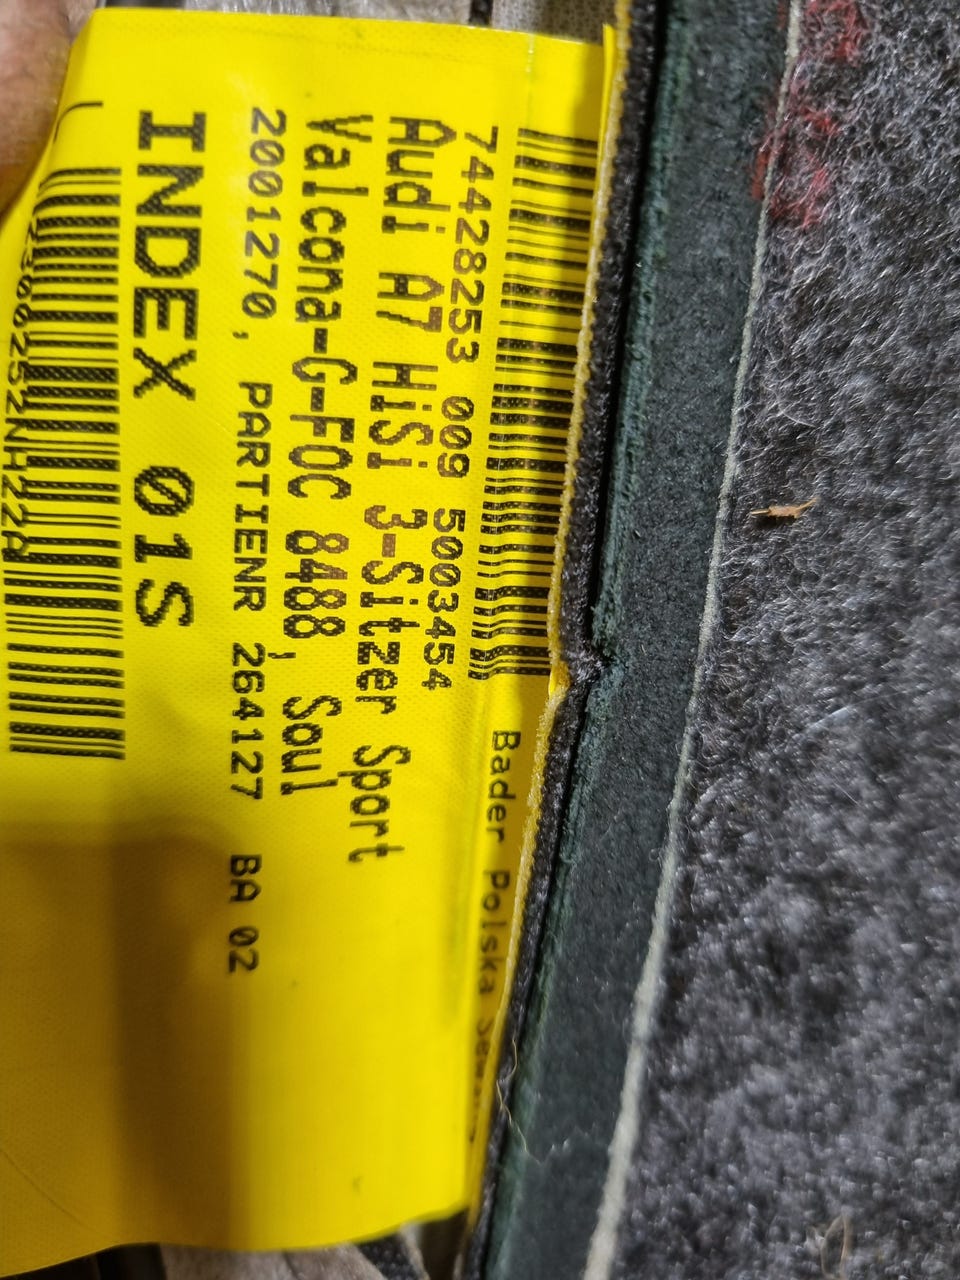 Bader Polska
74428253 009 5003454
Audi A7 HiSi 3-Sitzer Sport
Valcona-G-FOC 8488, Soul
2001270, PARTIENR 264127 BA 02
INDEX 01S